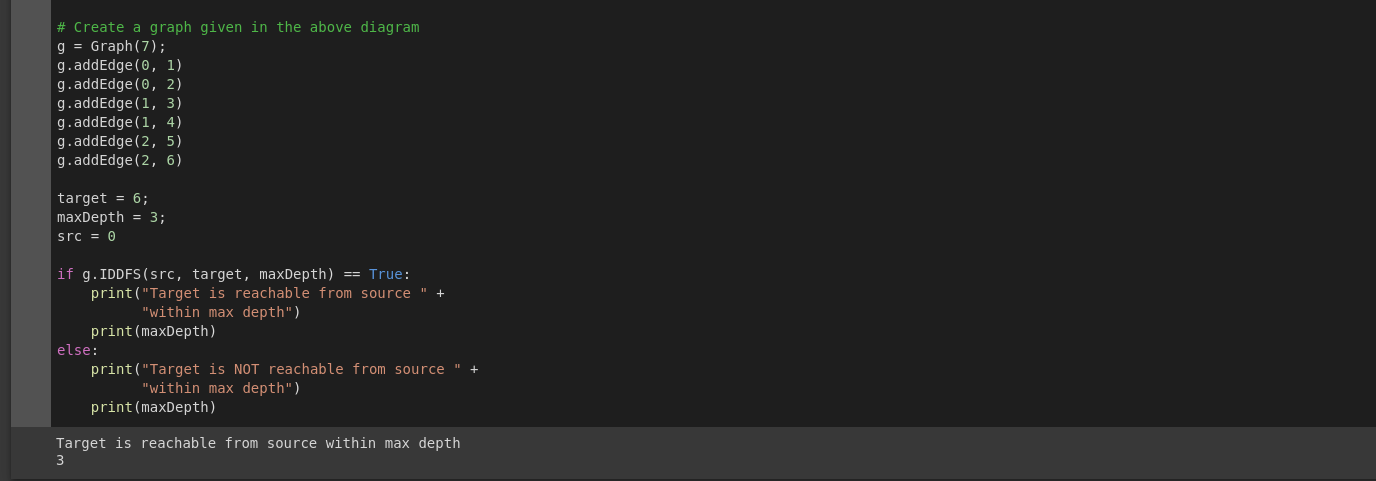 # Create a graph given in the above diagram
g = Graph(7);
g.addEdge(0, 1)
g.addEdge(0, 2)
g.addEdge(1, 3)
g.addEdge(1, 4)
g.addEdge(2, 5)
g.addEdge(2, 6)

target = 6;
maxDepth = 3;
src = 0

if g.IDDFS(src, target, maxDepth) == True:
    print("Target is reachable from source " +
          "within max depth")
    print(maxDepth)
else:
    print("Target is NOT reachable from source " +
          "within max depth")
    print(maxDepth)
Target is reachable from source within max depth
3